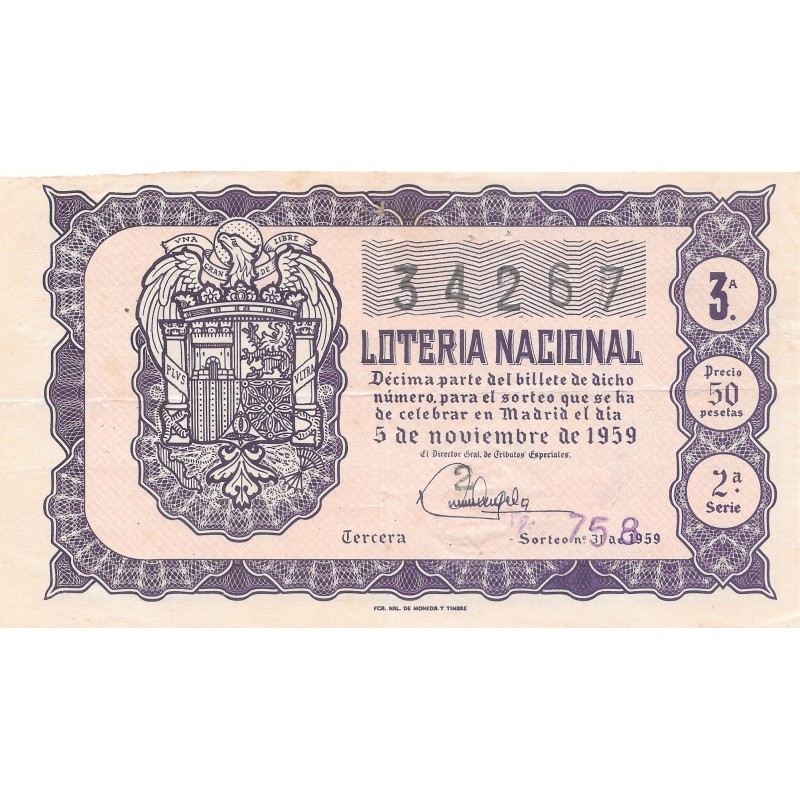 VNA GRANDE LIBRE
PLVS VLTRA
34267
3.ª
LOTERIA NACIONAL
Décima parte del billete de dicho
número, para el sorteo que se ha
de celebrar en Madrid el día
5 de noviembre de 1959
Precio
50
pesetas
El Director Gral. de Tributos Especiales.
2
2.ª
Serie
758
Tercera
Sorteo n.º 31 de 1959
FCA. NAL. DE MONEDA Y TIMBRE